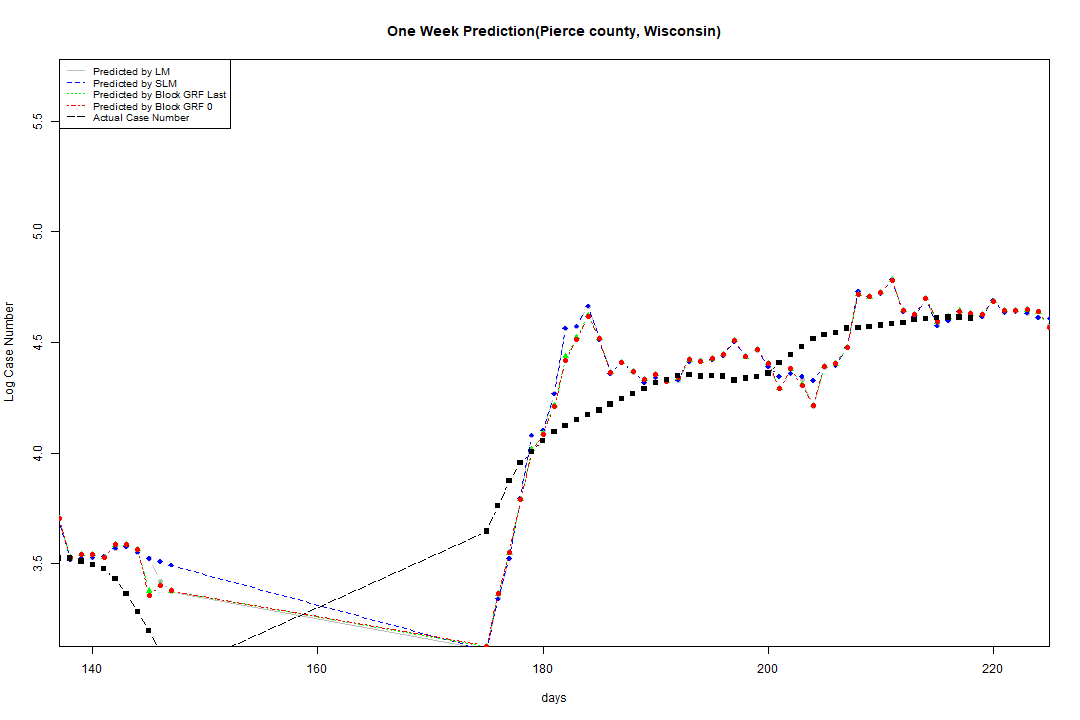 One Week Prediction(Pierce county, Wisconsin)
Predicted by LM
Predicted by SLM
Predicted by Block GRF Last
Predicted by Block GRF 0
Actual Case Number
5.5
5.0
4.5
4.0
3.5
Log Case Number
140 160 180 200 220
days